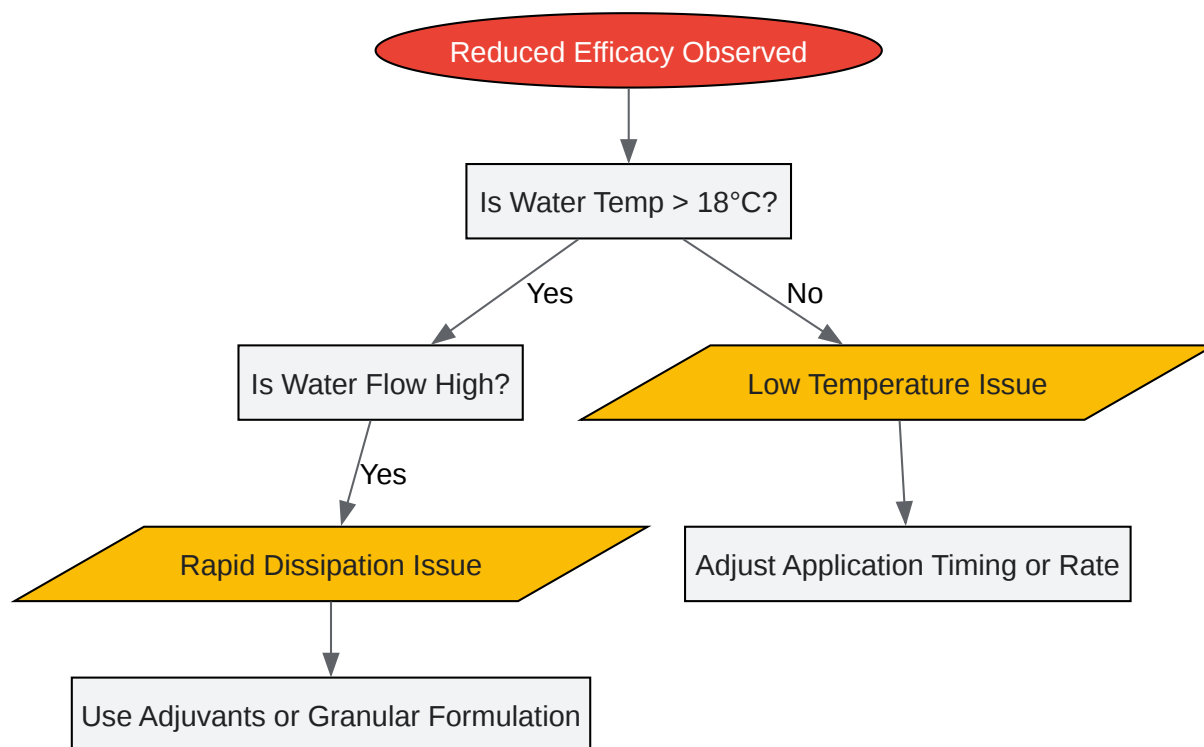 Reduced Efficacy Observed
Is Water Temp > 18°C?
Yes
No
Is Water Flow High?
Low Temperature Issue
Yes
Rapid Dissipation Issue
Adjust Application Timing or Rate
Use Adjuvants or Granular Formulation